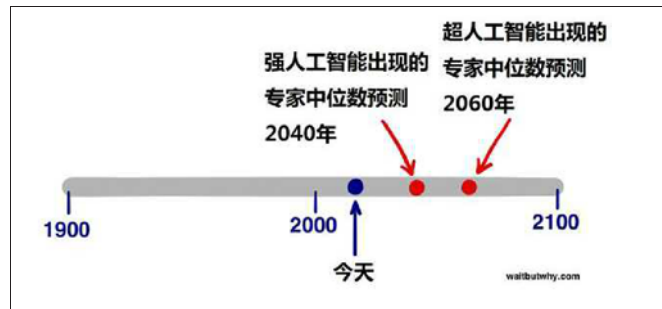 强人工智能出现的
专家中位数预测
2040年
超人工智能出现的
专家中位数预测
2060年
1900
2000
2100
今天
waitbutwhy.com